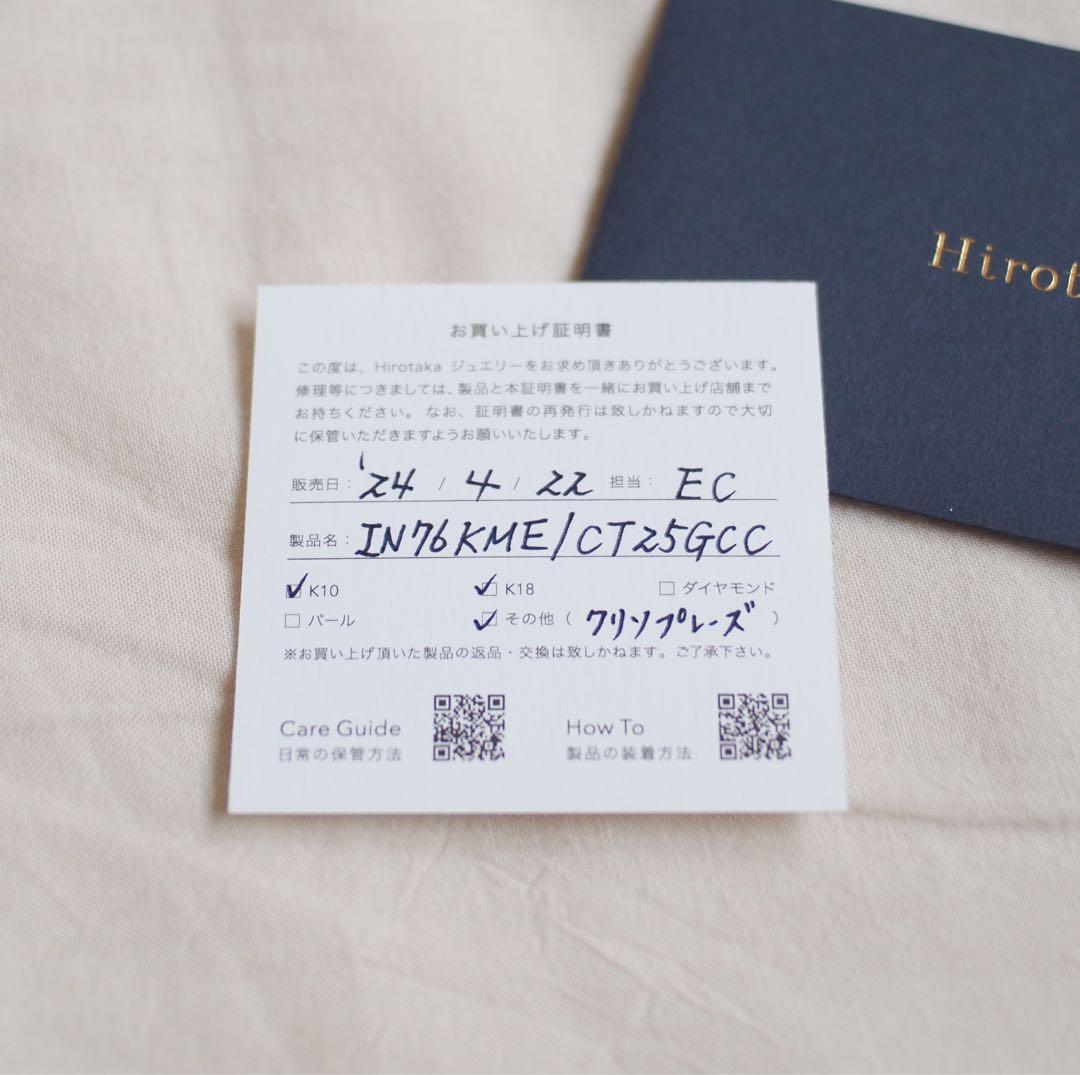 Hirot
お買い上げ証明書
この度は、Hirotaka ジュエリーをお求め頂きありがとうございます。
修理等につきましては、製品と本証明書を一緒にお買い上げ店舗まで
お持ちください。 なお、証明書の再発行は致しかねますので大切
に保管いただきますようお願いいたします。
販売日: '24 / 4 / 22 担当: EC
製品名: IN76KME/CT25GCC
☑ K10 ☑ K18 □ ダイヤモンド
□ パール ☑ その他 ( クリソプレーズ )
※お買い上げ頂いた製品の返品・交換は致しかねます。ご了承下さい。
Care Guide How To
日常の保管方法 製品の装着方法